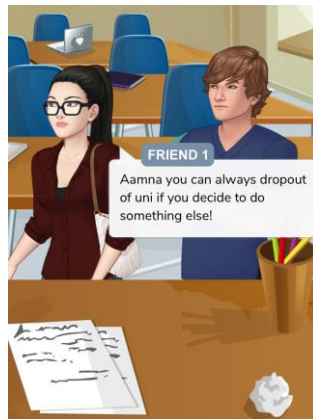 FRIEND 1
Aamna you can always dropout
of uni if you decide to do
something else!